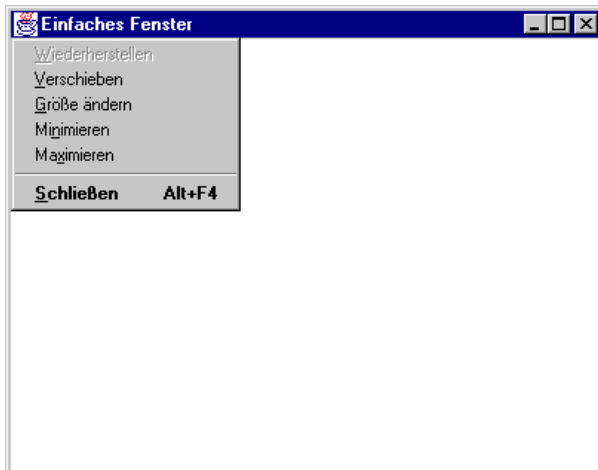 Einfaches Fenster
Wiederherstellen
Verschieben
Größe ändern
Minimieren
Maximieren
Schließen Alt+F4